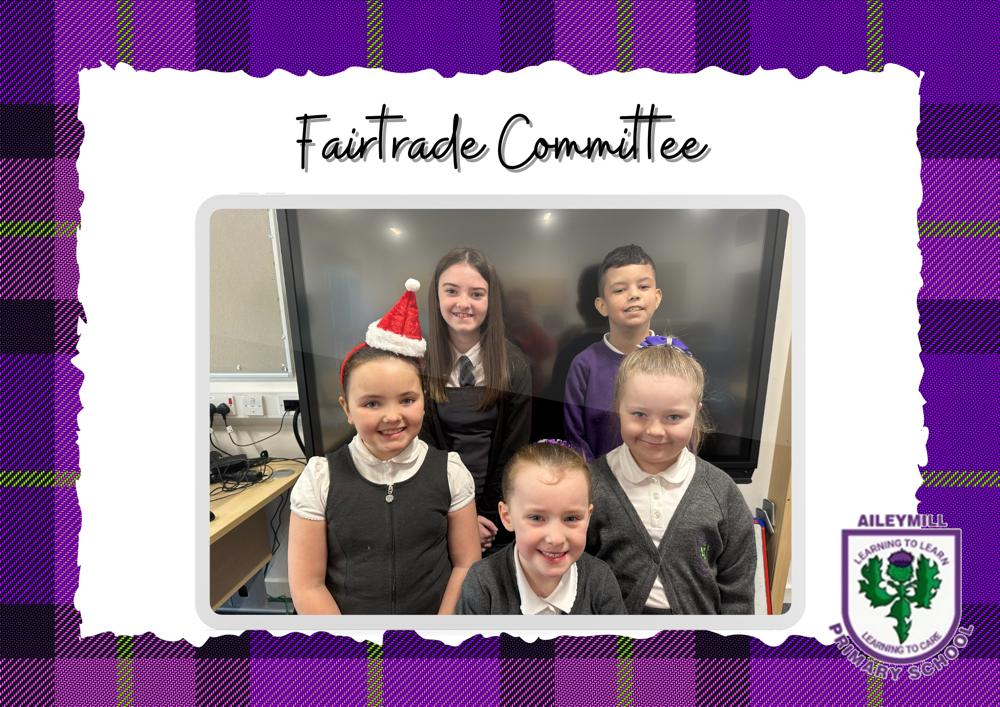 Fairtrade Committee
AILEYMILL
LEARNING TO LEARN
LEARNING TO CARE
PRIMARY SCHOOL